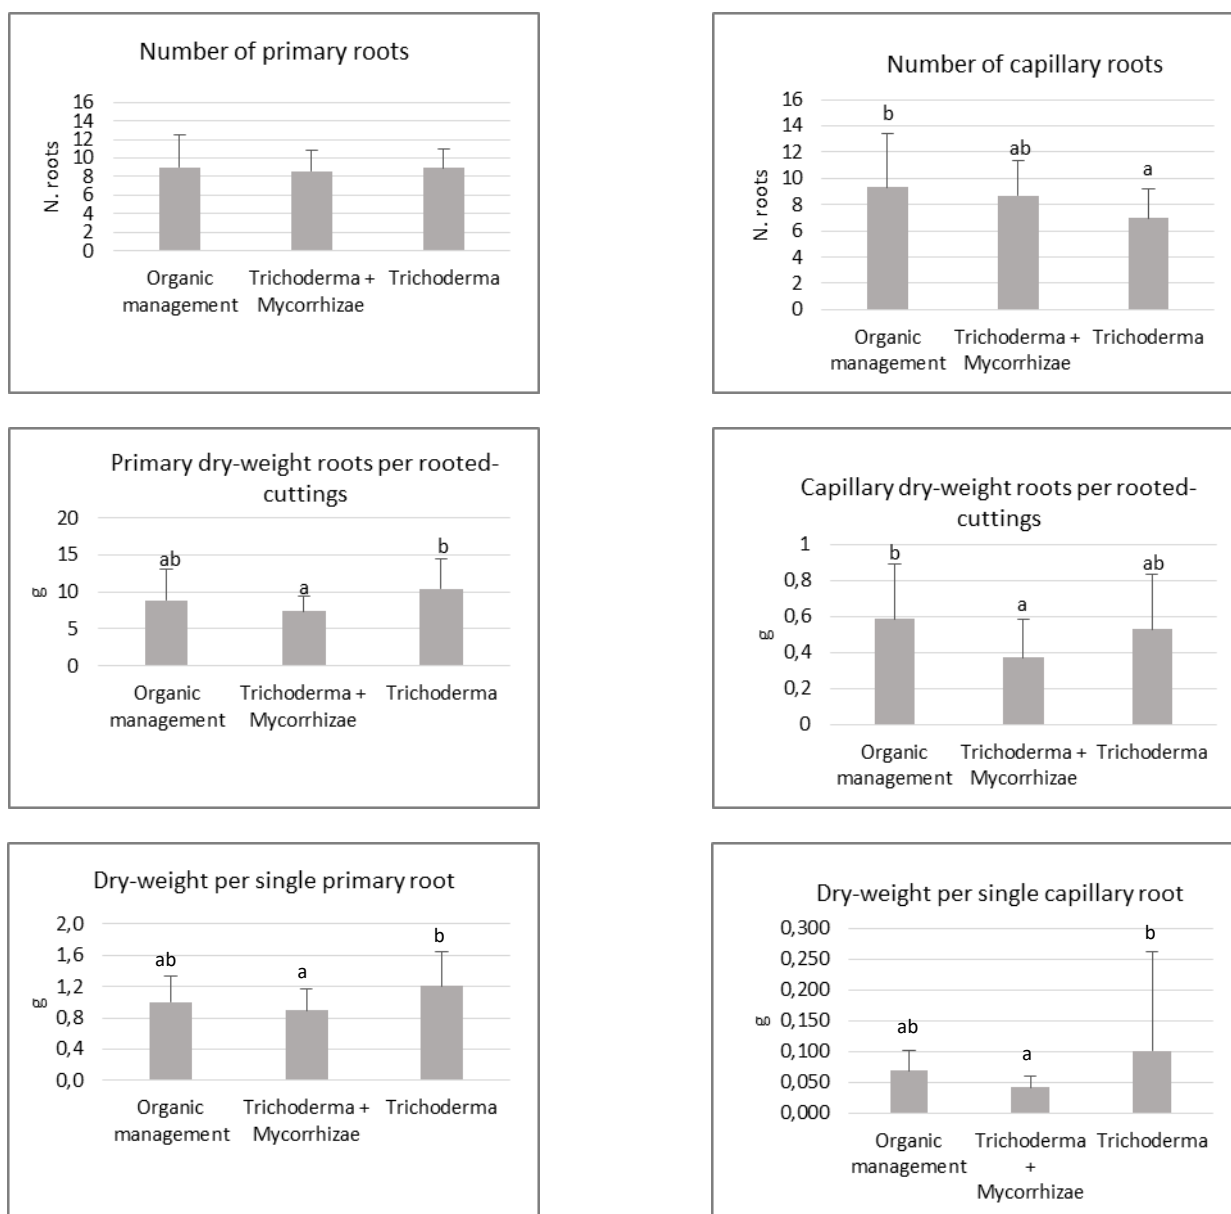 Number of primary roots
16
14
12
10
8
6
4
2
0
N. roots
Organic
management
Trichoderma +
Mycorrhizae
Trichoderma
Number of capillary roots
16
14
12
10
8
6
4
2
0
N. roots
b
ab
a
Organic
management
Trichoderma +
Mycorrhizae
Trichoderma
Primary dry-weight roots per rooted-
cuttings
20
15
10
5
0
g
ab
a
b
Organic
management
Trichoderma +
Mycorrhizae
Trichoderma
Capillary dry-weight roots per rooted-
cuttings
1
0,8
0,6
0,4
0,2
0
g
b
a
ab
Organic
management
Trichoderma +
Mycorrhizae
Trichoderma
Dry-weight per single primary root
2,0
1,6
1,2
0,8
0,4
0,0
g
ab
a
b
Organic
management
Trichoderma +
Mycorrhizae
Trichoderma
Dry-weight per single capillary root
0,300
0,250
0,200
0,150
0,100
0,050
0,000
g
ab
a
b
Organic
management
Trichoderma
+
Mycorrhizae
Trichoderma